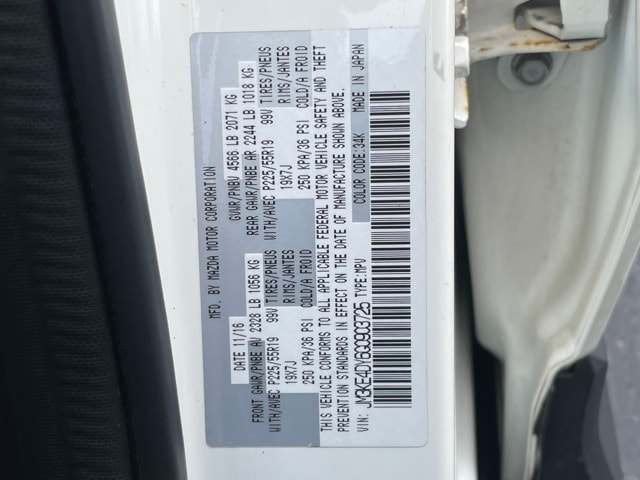 MFD. BY MAZDA MOTOR CORPORATION
DATE 11/16 GVWR/PNBV 4566 LB 2071 KG
FRONT GAWR/PNBE AV 2328 LB 1056 KG REAR GAWR/PNBE AR 2244 LB 1018 KG
WITH/AVEC P225/55R19 99V TIRES/PNEUS WITH/AVEC P225/55R19 99V TIRES/PNEUS
19X7J RIMS/JANTES 19X7J RIMS/JANTES
250 KPA/36 PSI COLD/A FROID 250 KPA/36 PSI COLD/A FROID
THIS VEHICLE CONFORMS TO ALL APPLICABLE FEDERAL MOTOR VEHICLE SAFETY AND THEFT
PREVENTION STANDARDS IN EFFECT ON THE DATE OF MANUFACTURE SHOWN ABOVE.
VIN: JM3KE4DY6G0903725 TYPE:MPV COLOR CODE:34K MADE IN JAPAN